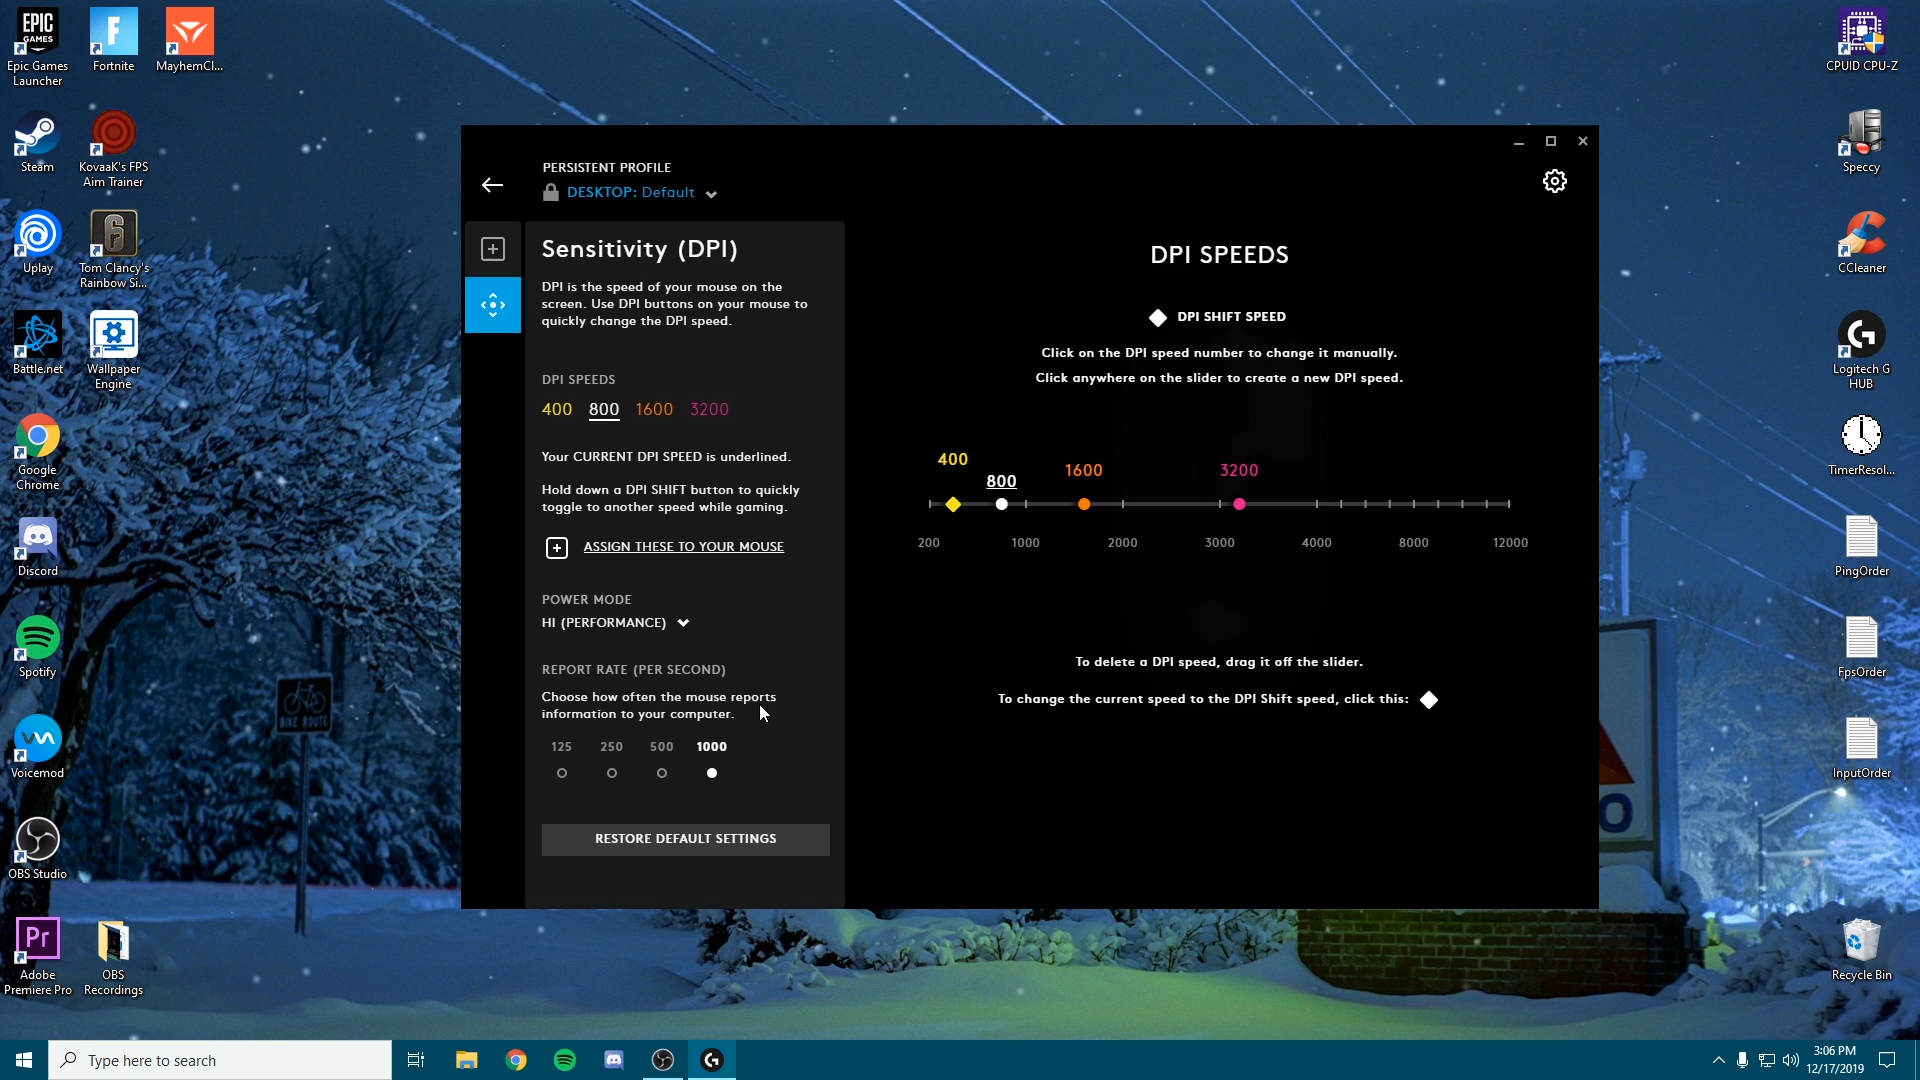 Epic Games
Launcher
Fortnite
MayhemCl...
Steam
KovaaK's FPS
Aim Trainer
Uplay
Tom Clancy's
Rainbow Si...
Battle.net
Wallpaper
Engine
Google
Chrome
Discord
Spotify
Voicemod
OBS Studio
Adobe
Premiere Pro
OBS
Recordings
EPIC
GAMES
Pr
BIKE ROUTE
PERSISTENT PROFILE
DESKTOP: Default
Sensitivity (DPI)
DPI is the speed of your mouse on the
screen. Use DPI buttons on your mouse to
quickly change the DPI speed.
DPI SPEEDS
400 800 1600 3200
Your CURRENT DPI SPEED is underlined.
Hold down a DPI SHIFT button to quickly
toggle to another speed while gaming.
ASSIGN THESE TO YOUR MOUSE
POWER MODE
HI (PERFORMANCE)
REPORT RATE (PER SECOND)
Choose how often the mouse reports
information to your computer.
125 250 500 1000
RESTORE DEFAULT SETTINGS
DPI SPEEDS
DPI SHIFT SPEED
Click on the DPI speed number to change it manually.
Click anywhere on the slider to create a new DPI speed.
400
800
1600
3200
200 1000 2000 3000 4000 8000 12000
To delete a DPI speed, drag it off the slider.
To change the current speed to the DPI Shift speed, click this:
CPUID CPU-Z
Speccy
CCleaner
Logitech G
HUB
TimerResol...
PingOrder
FpsOrder
InputOrder
Recycle Bin
Type here to search
3:06 PM
12/17/2019